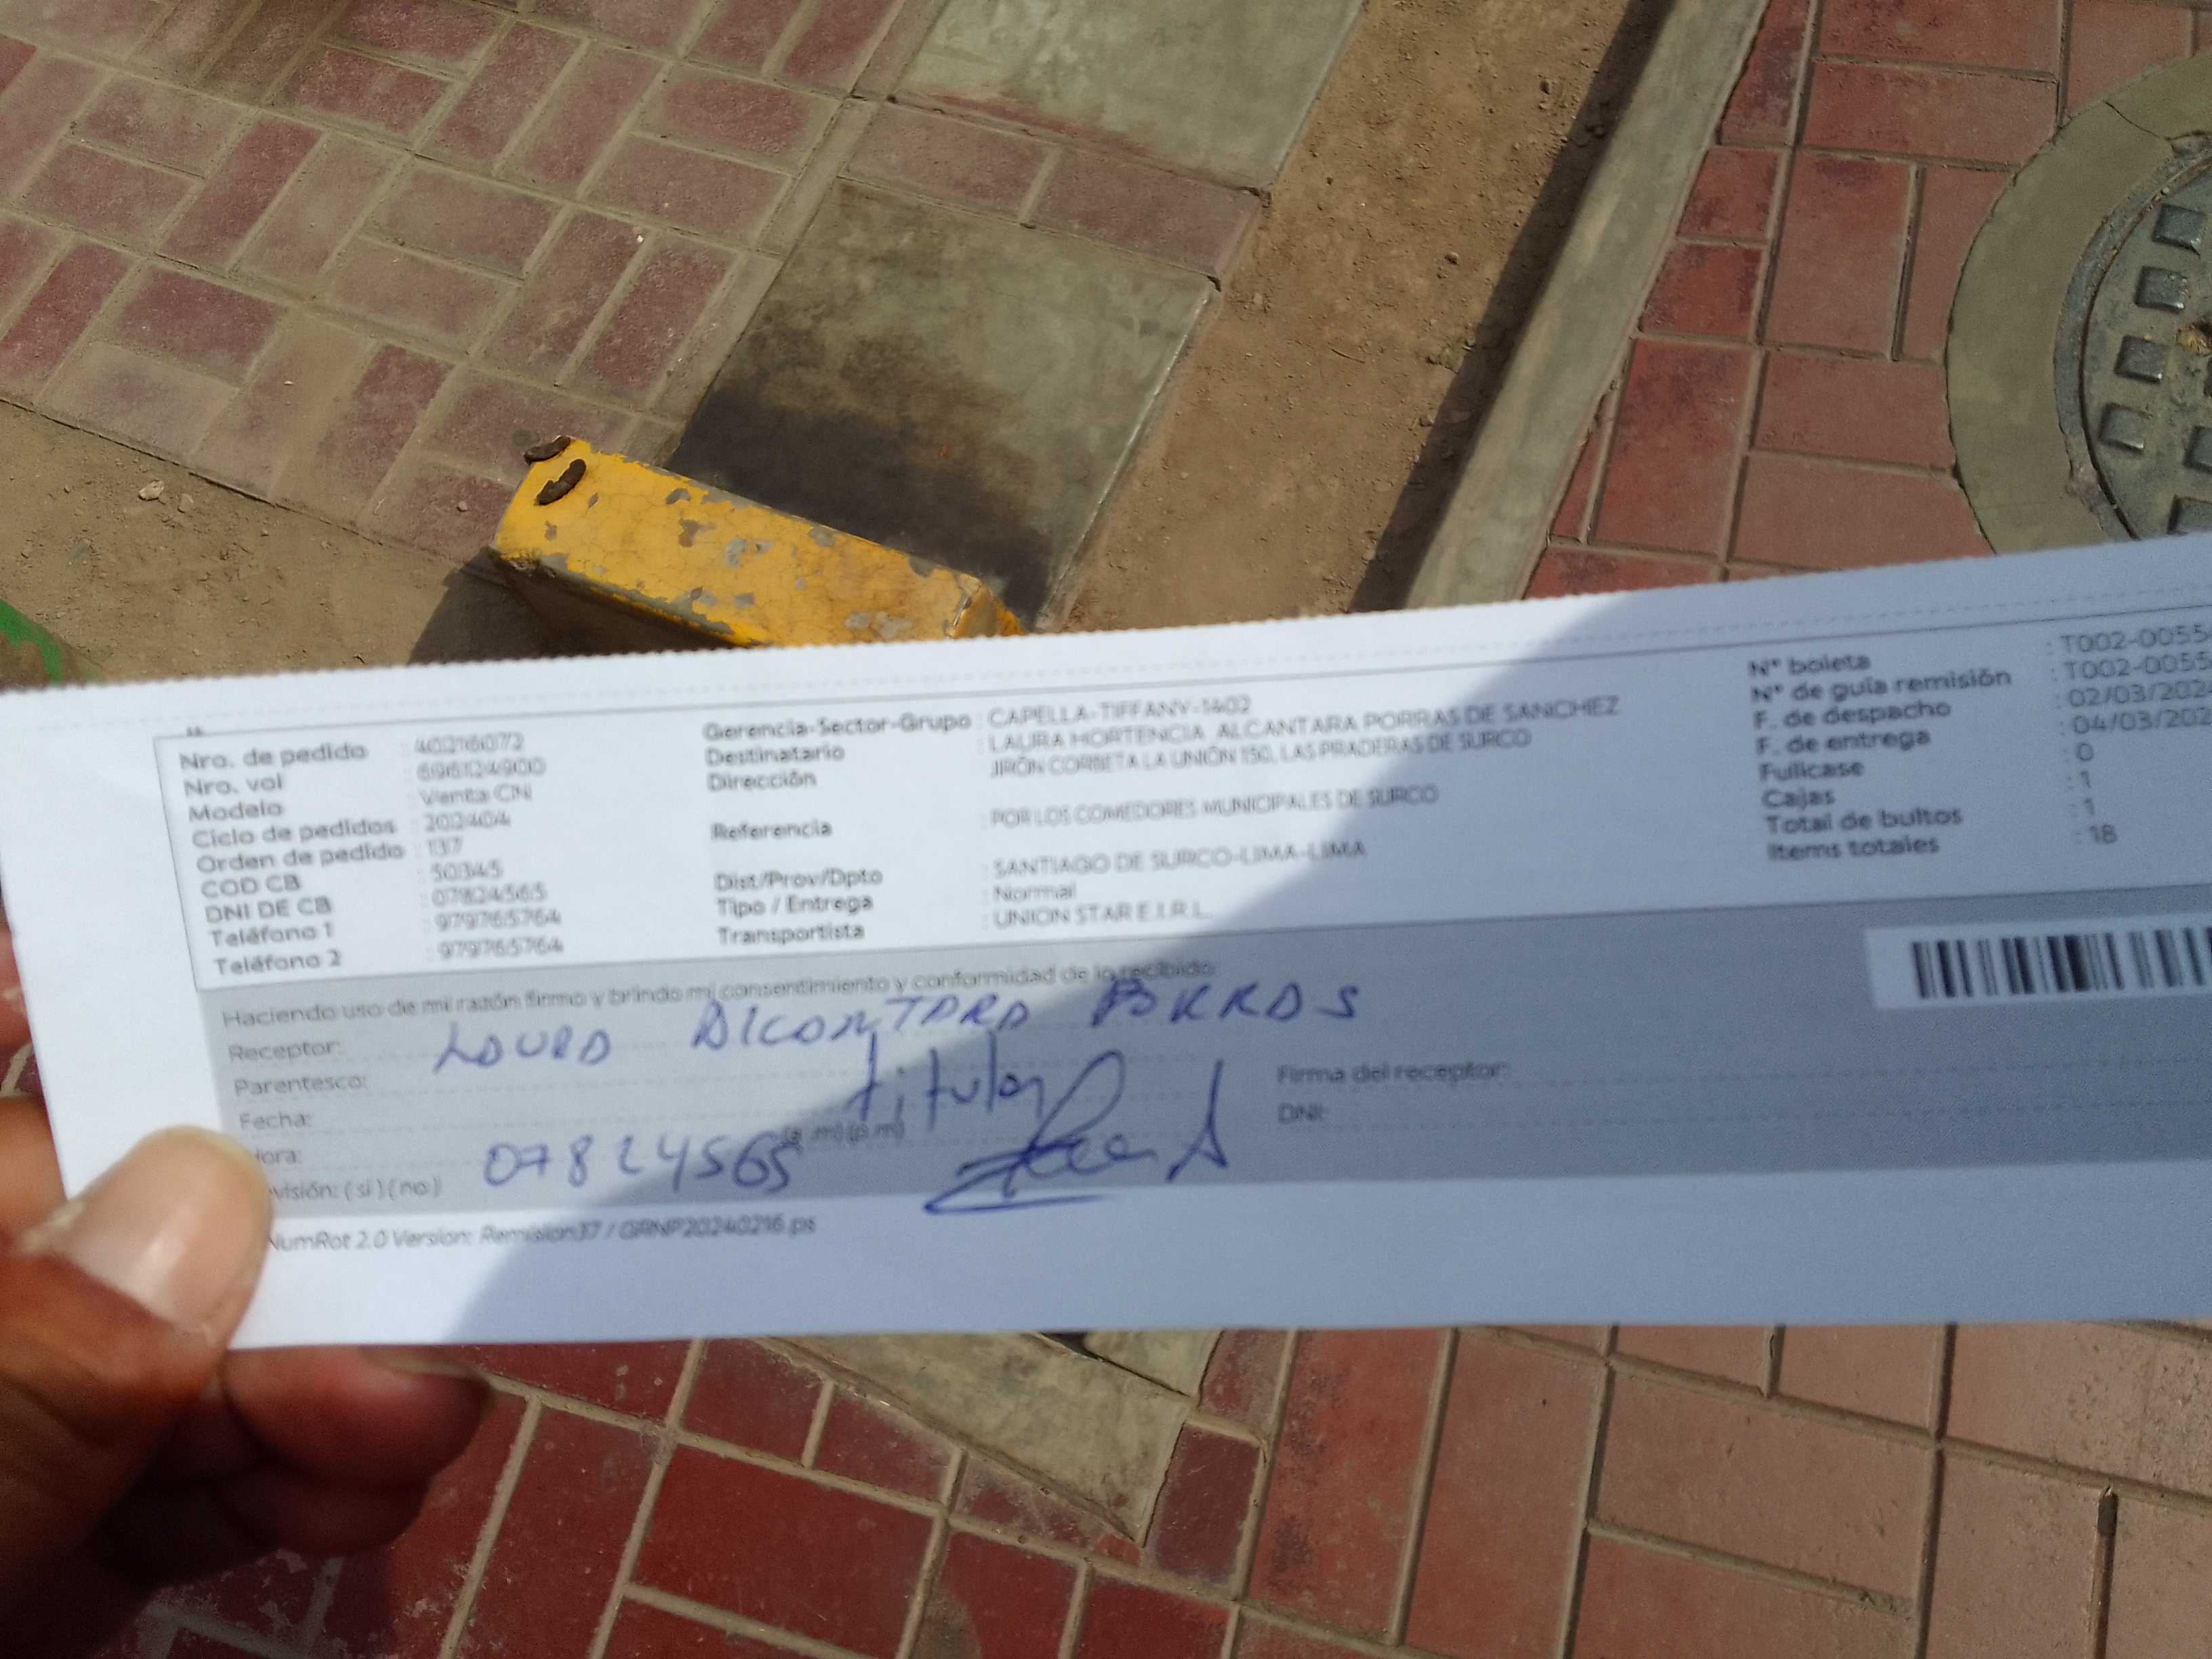 Nro. de pedido : 40216072
Nro. vol : 696124900
Modelo : Venta CN
Ciclo de pedidos : 202404
Orden de pedido : 137
COD CB : 50345
DNI DE CB : 07824565
Teléfono 1 : 979765764
Teléfono 2 : 979765764
Gerencia-Sector-Grupo : CAPELLA-TIFFANY-1402
Destinatario : LAURA HORTENCIA ALCANTARA PORRAS DE SANCHEZ
Dirección JIRÓN CORBETA LA UNIÓN 150, LAS PRADERAS DE SURCO
Referencia : POR LOS COMEDORES MUNICIPALES DE SURCO
Dist/Prov/Dpto : SANTIAGO DE SURCO-LIMA-LIMA
Tipo / Entrega : Normal
Transportista : UNION STAR E.I.R.L.
N° boleta : T002-0055
N° de guía remisión : T002-0055
F. de despacho : 02/03/202
F. de entrega : 04/03/202
Fullcase : 0
Cajas : 1
Total de bultos : 1
Items totales : 18
Haciendo uso de mi razón firmo y brindo mi consentimiento y conformidad de lo recibido:
Receptor: Laura Alcantara Porras
Parentesco: titular
Fecha:
Hora: (a.m) (p.m)
visión: ( si ) ( no ) 07824565
Firma del receptor:
DNI:
NumRot 2.0 Version: Remision37 / GRNP20240216.ps